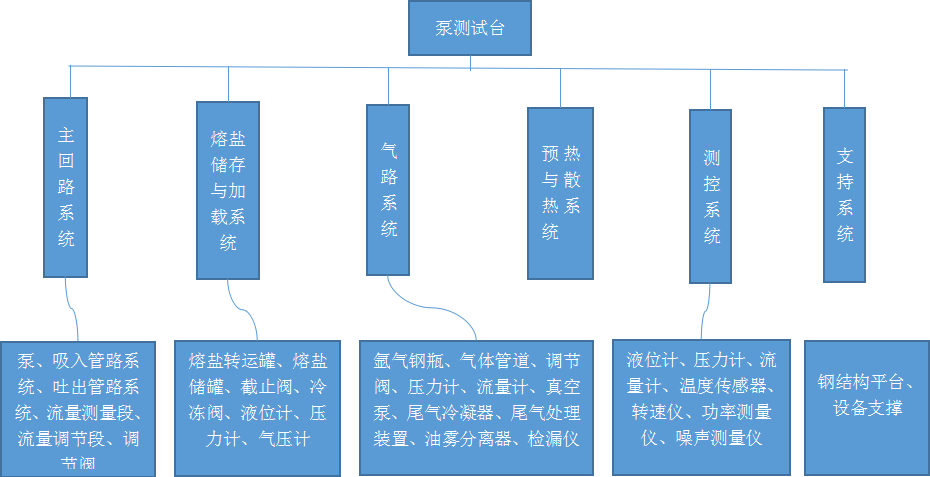 泵测试台
主
回
路
系
统
熔盐
储存
与加
载系
统
气
路
系
统
预热
与散
热系
统
测
控
系
统
支
持
系
统
泵、吸入管路系
统、吐出管路系
统、流量测量段、
流量调节段、调
节阀
熔盐转运罐、熔盐
储罐、截止阀、冷
冻阀、液位计、压
力计、气压计
氩气钢瓶、气体管道、调节
阀、压力计、流量计、真空
泵、尾气冷凝器、尾气处理
装置、油雾分离器、检漏仪
液位计、压力计、流
量计、温度传感器、
转速仪、功率测量
仪、噪声测量仪
钢结构平台、
设备支撑